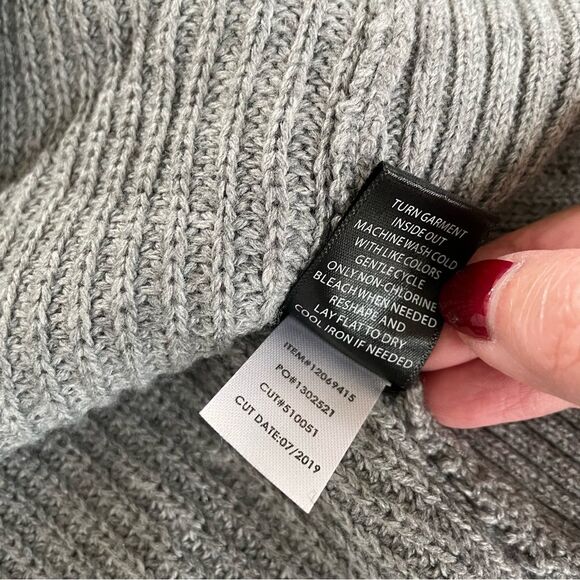 TURN GARMENT
INSIDE OUT
MACHINE WASH COLD
WITH LIKE COLORS
GENTLE CYCLE
ONLY NON-CHLORINE
BLEACH WHEN NEEDED
RESHAPE AND
LAY FLAT TO DRY
COOL IRON IF NEEDED
ITEM#12069415
PO#1302521
CUT#510051
CUT DATE:07/2019